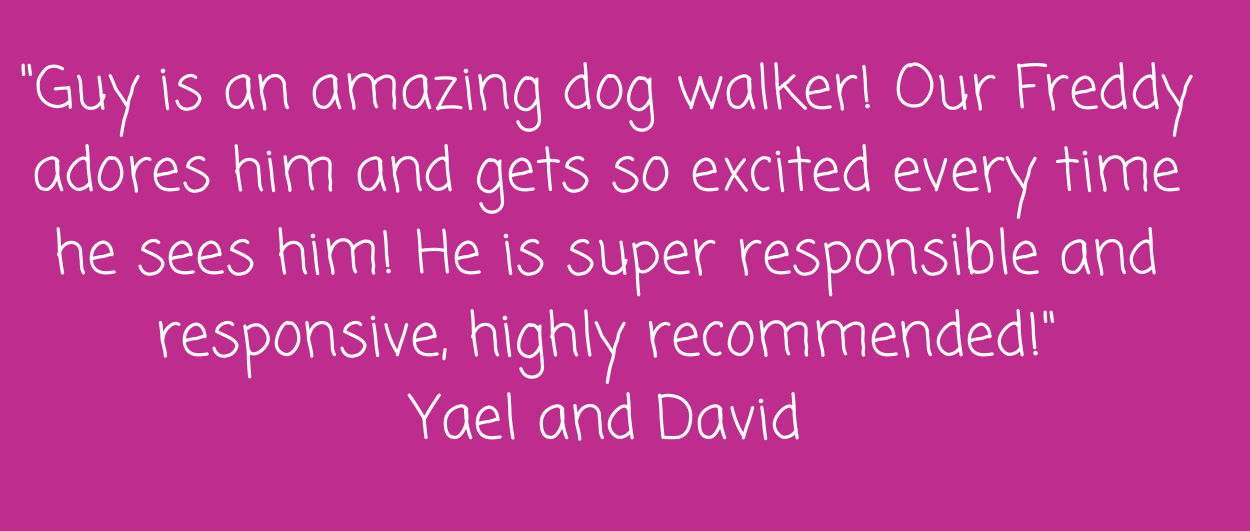 "Guy is an amazing dog walker! Our Freddy
adores him and gets so excited every time
he sees him! He is super responsible and
responsive, highly recommended!"
Yael and David